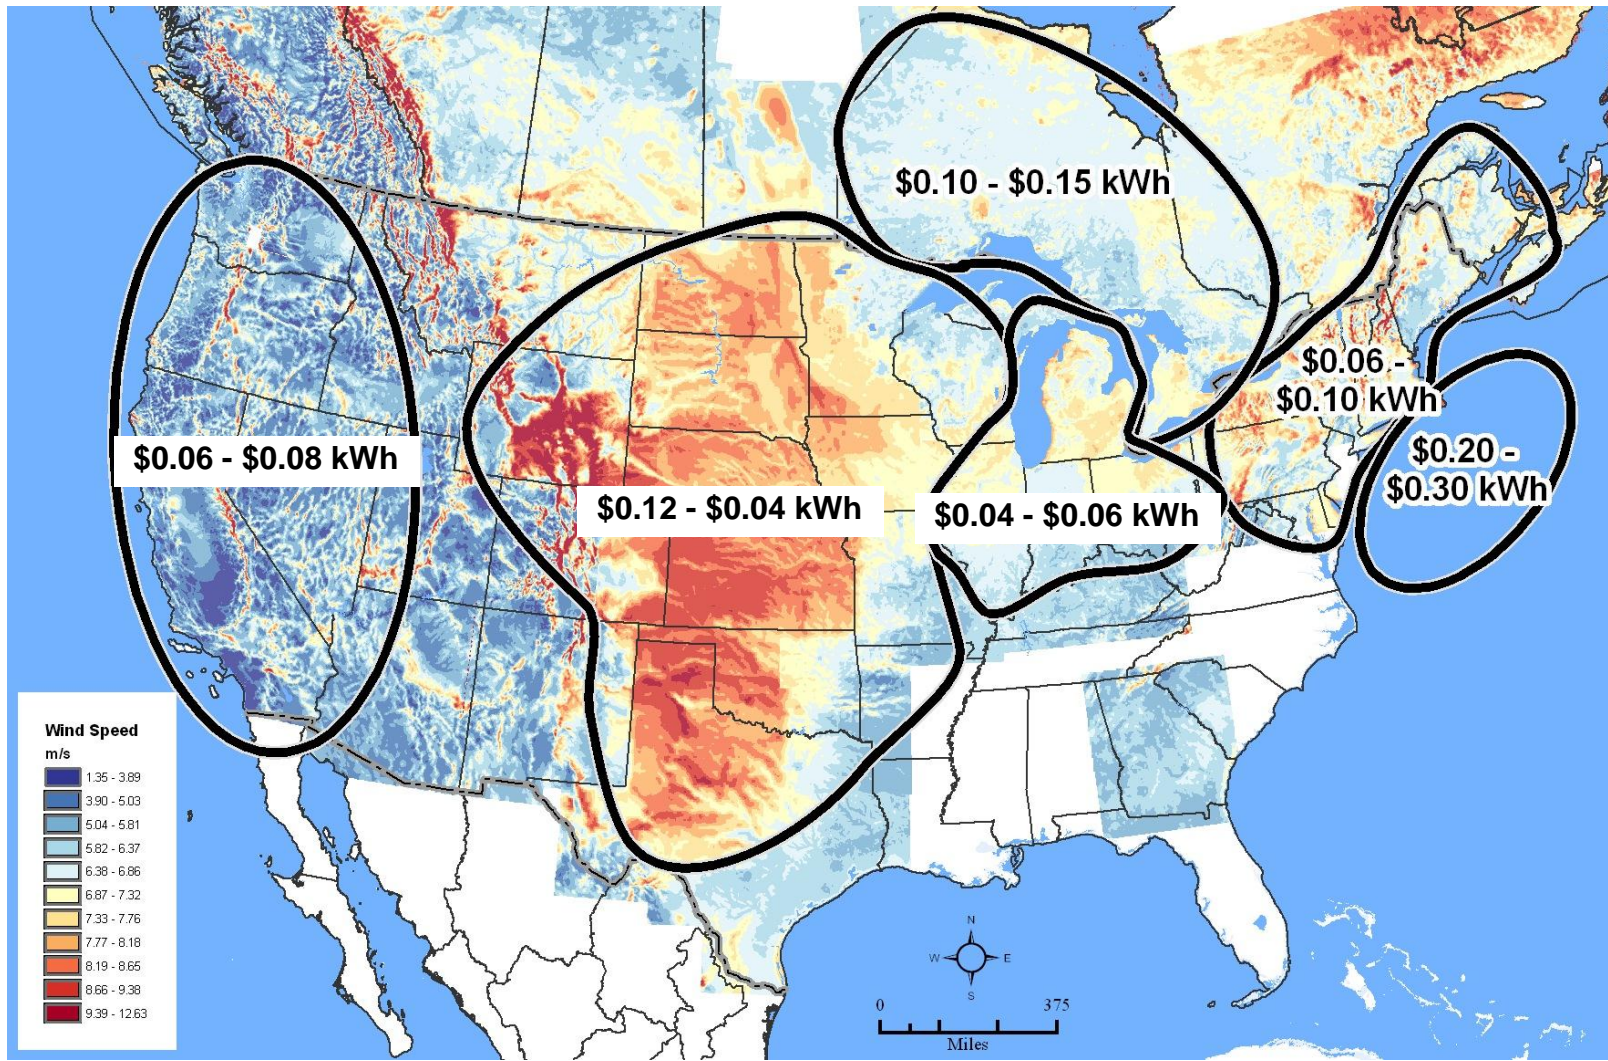 $0.10 - $0.15 kWh
$0.06 -
$0.10 kWh
$0.06 - $0.08 kWh
$0.20 -
$0.30 kWh
$0.12 - $0.04 kWh
$0.04 - $0.06 kWh
Wind Speed
m/s
1.35 - 3.89
3.90 - 5.03
5.04 - 5.81
5.82 - 6.37
6.38 - 6.86
6.87 - 7.32
7.33 - 7.76
7.77 - 8.18
8.19 - 8.65
8.66 - 9.38
9.39 - 12.63
N
W E
S
0 375
Miles